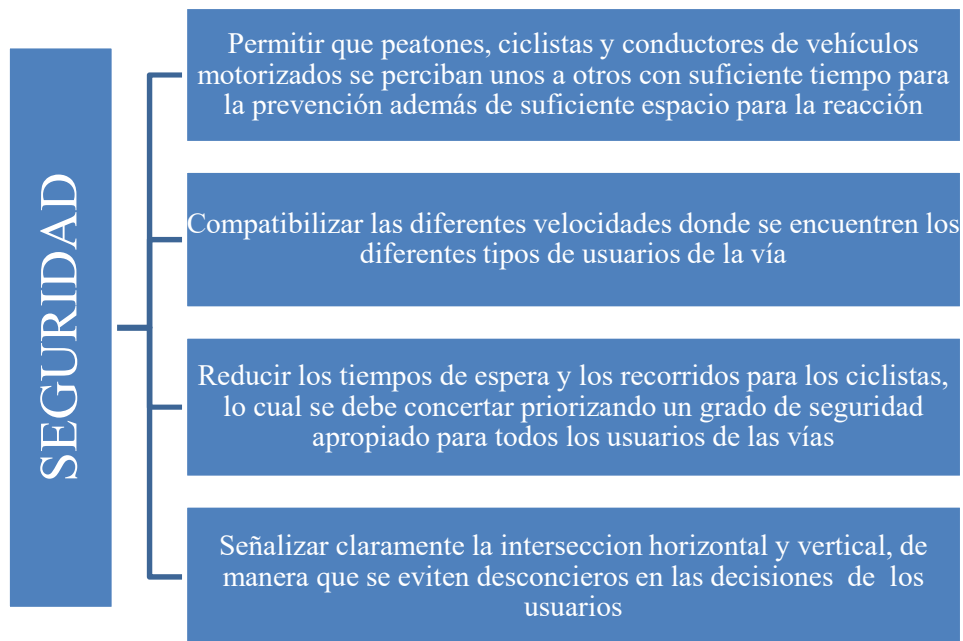 SEGURIDAD
Permitir que peatones, ciclistas y conductores de vehículos
motorizados se perciban unos a otros con suficiente tiempo para
la prevención además de suficiente espacio para la reacción
Compatibilizar las diferentes velocidades donde se encuentren los
diferentes tipos de usuarios de la vía
Reducir los tiempos de espera y los recorridos para los ciclistas,
lo cual se debe concertar priorizando un grado de seguridad
apropiado para todos los usuarios de las vías
Señalizar claramente la interseccion horizontal y vertical, de
manera que se eviten desconcieros en las decisiones de los
usuarios